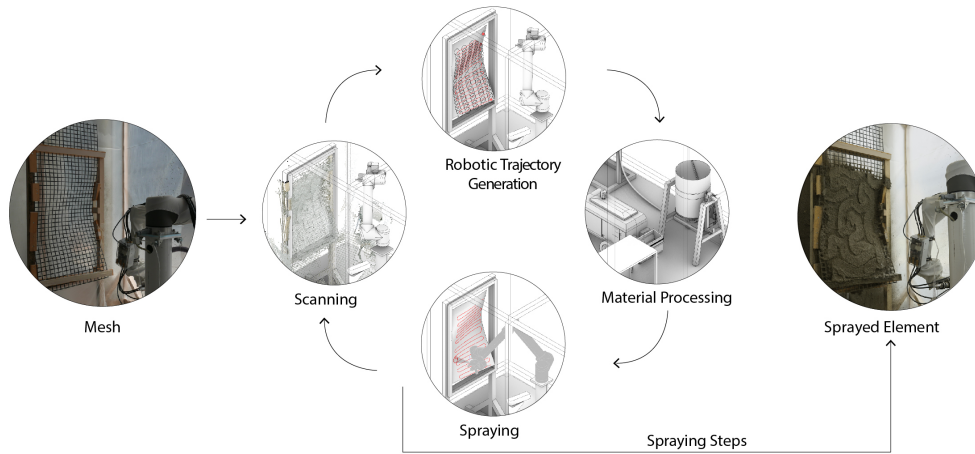 Robotic Trajectory
Generation
Mesh
Scanning
Material Processing
Sprayed Element
Spraying
Spraying Steps